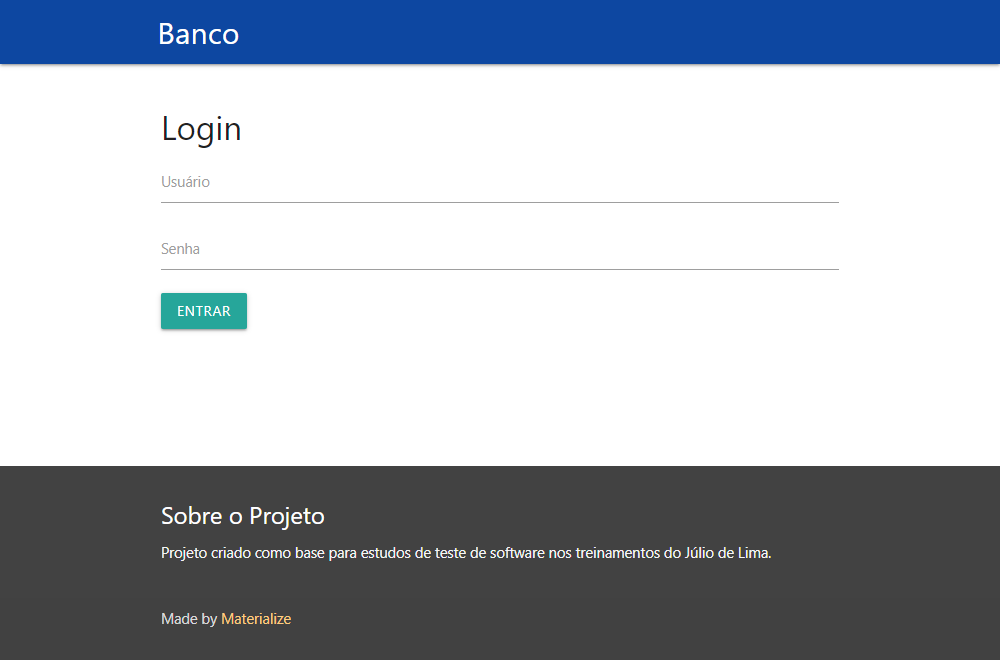 Banco
Login
Usuário
Senha
ENTRAR
Sobre o Projeto
Projeto criado como base para estudos de teste de software nos treinamentos do Júlio de Lima.
Made by Materialize